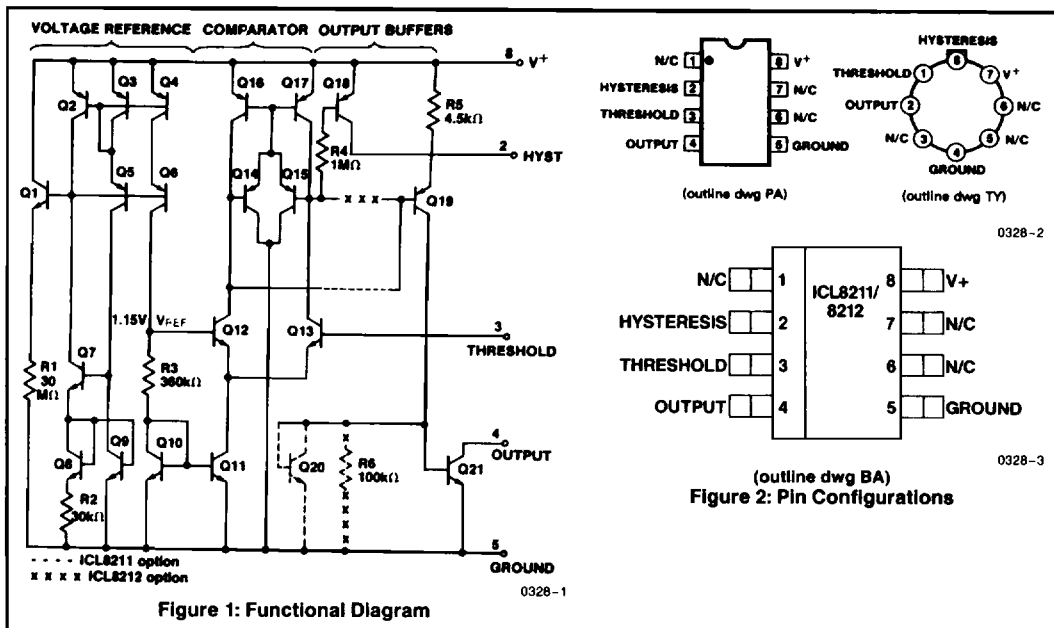 VOLTAGE REFERENCE COMPARATOR OUTPUT BUFFERS
8
V+
Q2
Q3
Q4
Q16
Q17
Q18
R5
4.5kΩ
R4
1MΩ
2
HYST
Q1
Q5
Q6
Q14
Q15
x x x
Q19
1.15V VREF
Q12
Q13
3
THRESHOLD
R1
30
MΩ
Q7
R3
360kΩ
Q8
Q9
Q10
Q11
R2
30kΩ
Q20
R6
100kΩ
4
OUTPUT
Q21
5
GROUND
- - - - ICL8211 option
x x x x ICL8212 option
0328-1
Figure 1: Functional Diagram
N/C 1
8 V+
HYSTERESIS 2
7 N/C
THRESHOLD 3
6 N/C
OUTPUT 4
5 GROUND
(outline dwg PA)
HYSTERESIS
8
THRESHOLD 1
7 V+
OUTPUT 2
6 N/C
N/C 3
5 N/C
4
GROUND
(outline dwg TY)
0328-2
ICL8211/
8212
N/C 1
8 V+
HYSTERESIS 2
7 N/C
THRESHOLD 3
6 N/C
OUTPUT 4
5 GROUND
0328-3
(outline dwg BA)
Figure 2: Pin Configurations